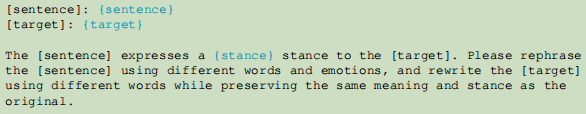 [sentence]: {sentence}
[target]: {target}
The [sentence] expresses a {stance} stance to the [target]. Please rephrase
the [sentence] using different words and emotions, and rewrite the [target]
using different words while preserving the same meaning and stance as the
original.